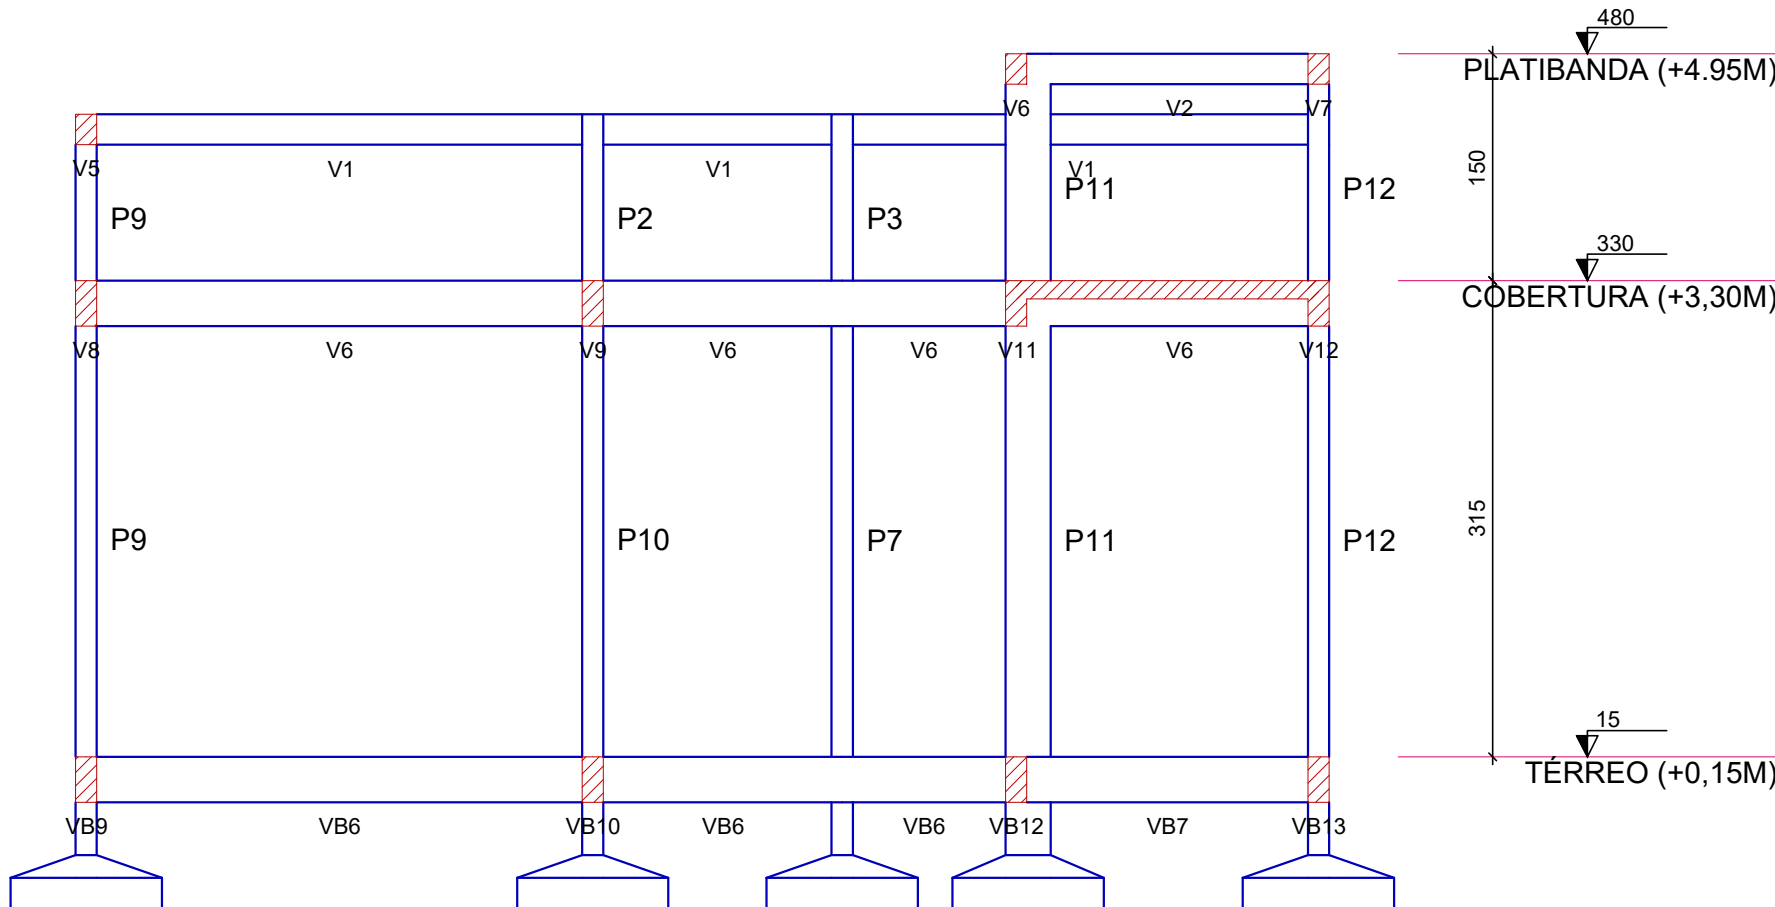 480
PLATIBANDA (+4.95M)
V6 V2 V7
V5 V1 V1 V1
150
P9 P2 P3 P11 P12
330
COBERTURA (+3,30M)
V8 V6 V9 V6 V6 V11 V6 V12
315
P9 P10 P7 P11 P12
15
TÉRREO (+0,15M)
VB9 VB6 VB10 VB6 VB6 VB12 VB7 VB13